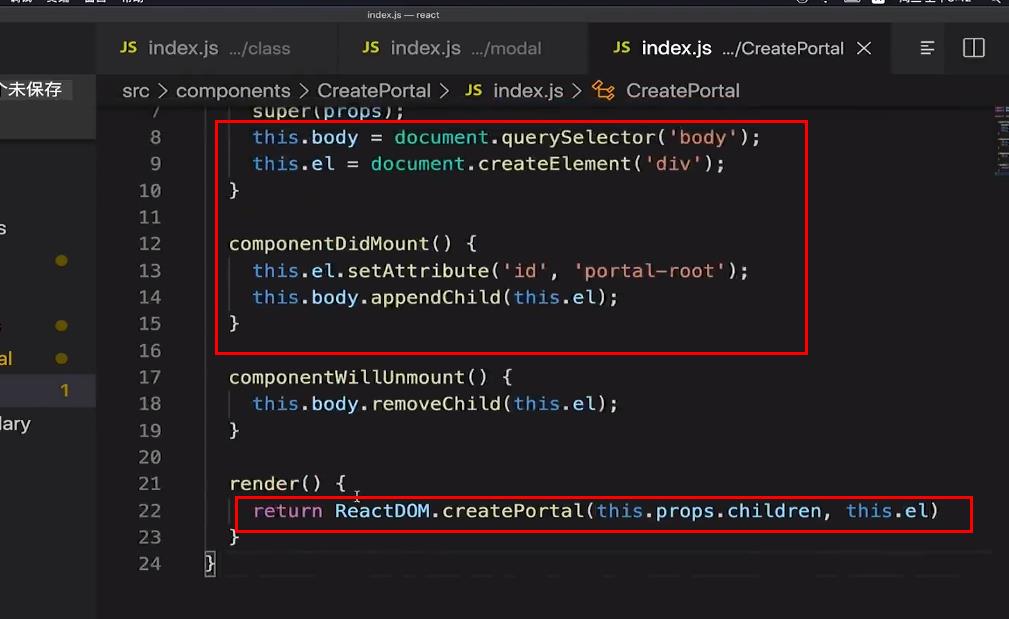 index.js — react
JS index.js .../class JS index.js .../modal JS index.js .../CreatePortal
未保存
src > components > CreatePortal > JS index.js > CreatePortal
7 super(props);
8 this.body = document.querySelector('body');
9 this.el = document.createElement('div');
10 }
11
12 componentDidMount() {
13 this.el.setAttribute('id', 'portal-root');
14 this.body.appendChild(this.el);
15 }
16
17 componentWillUnmount() {
18 this.body.removeChild(this.el);
19 }
20
21 render() {
22 return ReactDOM.createPortal(this.props.children, this.el)
23 }
24 }
s
al
1
lary